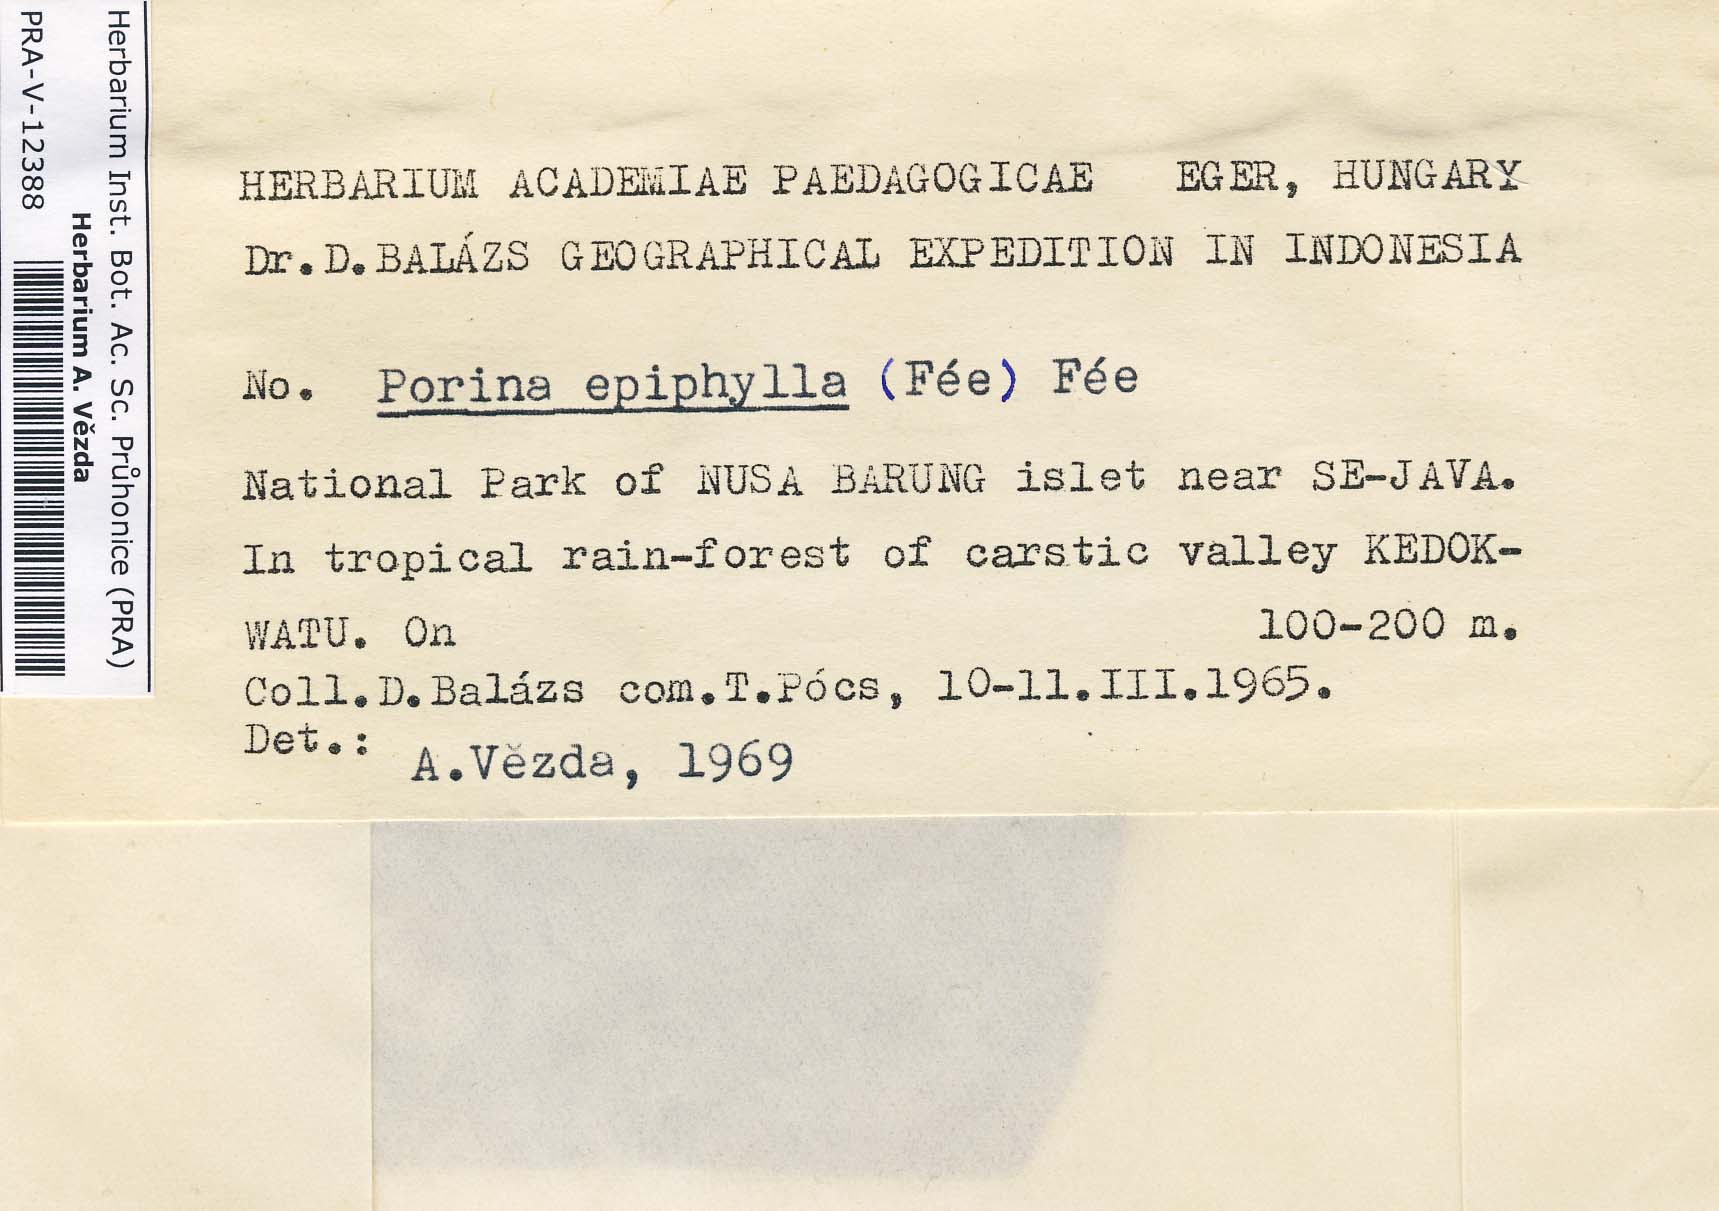 Herbarium Inst. Bot. Ac. Sc. Průhonice (PRA)
Herbarium A. Vězda
PRA-V-12388
HERBARIUM ACADEMIAE PAEDAGOGICAE EGER, HUNGARY
Dr.D.BALÁZS GEOGRAPHICAL EXPEDITION IN INDONESIA
No. Porina epiphylla (Fée) Fée
National Park of NUSA BARUNG islet near SE-JAVA.
In tropical rain-forest of carstic valley KEDOK-
WATU. On 100-200 m.
Coll.D.Balázs com.T.Pócs, 10-11.III.1965.
Det.: A.Vězda, 1969